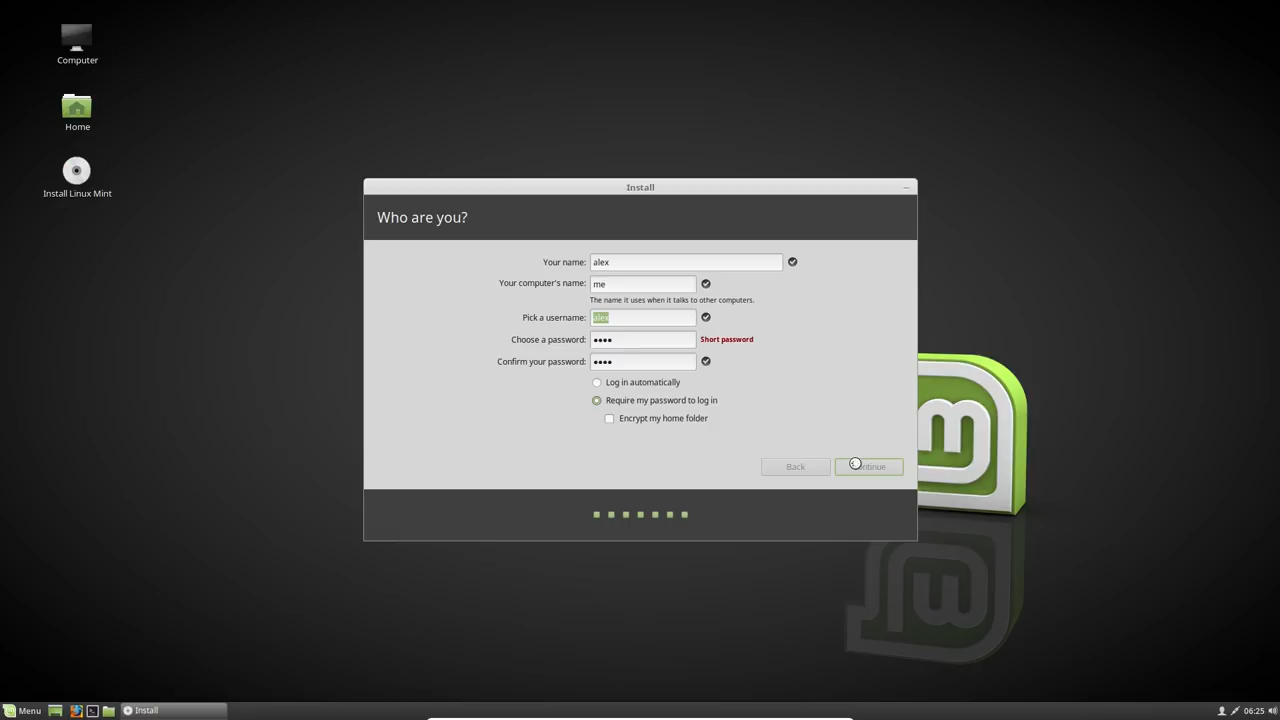 Computer
Home
Install Linux Mint
Install
Who are you?
Your name: alex
Your computer's name: me
The name it uses when it talks to other computers.
Pick a username: alex
Choose a password: •••• Short password
Confirm your password: ••••
Log in automatically
Require my password to log in
Encrypt my home folder
Back
Continue
Menu
Install
06:25